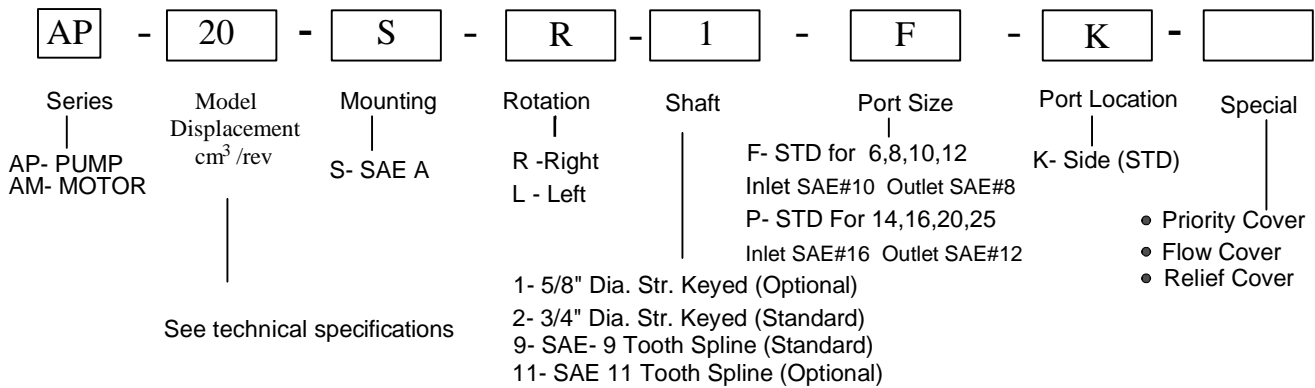 AP - 20 - S - R - 1 - F - K -
Series
Model
Displacement
cm³ /rev
Mounting
Rotation
Shaft
Port Size
Port Location
Special
AP- PUMP
AM- MOTOR
See technical specifications
S- SAE A
R -Right
L - Left
1- 5/8" Dia. Str. Keyed (Optional)
2- 3/4" Dia. Str. Keyed (Standard)
9- SAE- 9 Tooth Spline (Standard)
11- SAE 11 Tooth Spline (Optional)
F- STD for 6,8,10,12
Inlet SAE#10 Outlet SAE#8
P- STD For 14,16,20,25
Inlet SAE#16 Outlet SAE#12
K- Side (STD)
• Priority Cover
• Flow Cover
• Relief Cover